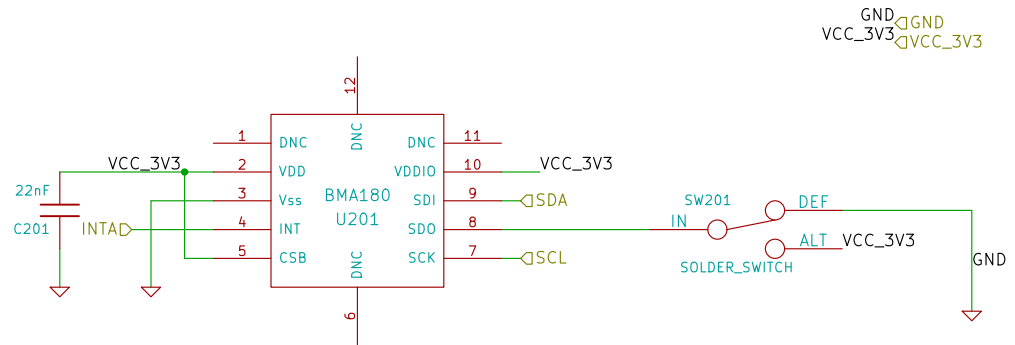 GND
GND
VCC_3V3
VCC_3V3
12
1
DNC
DNC
DNC
11
VCC_3V3
2
VDD
VDDIO
10
VCC_3V3
22nF
BMA180
3
Vss
SDI
9
SDA
SW201
DEF
U201
C201
INTA
4
INT
SDO
8
IN
ALT
VCC_3V3
5
CSB
DNC
SCK
7
SCL
SOLDER_SWITCH
GND
6